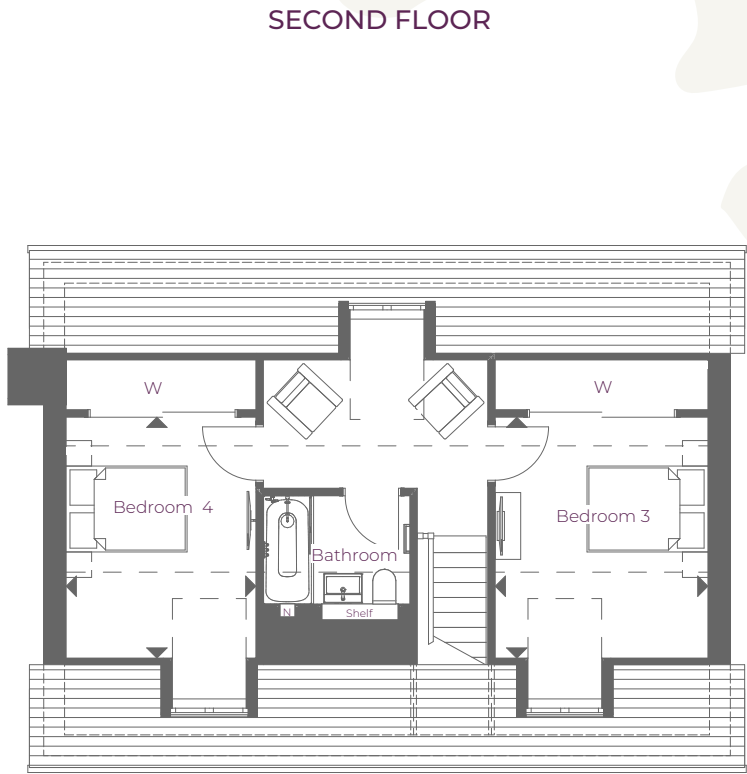 SECOND FLOOR
W
W
Bedroom 4
Bedroom 3
Bathroom
N
Shelf